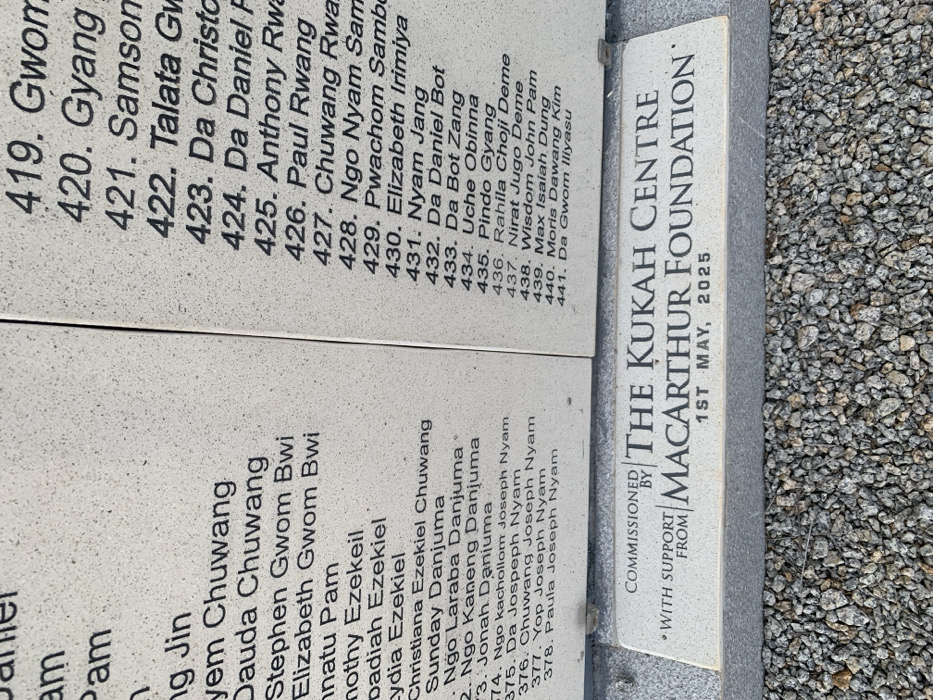 Pam
Jin
Chuwang
Dauda Chuwang
Stephen Gwom Bwi
Elizabeth Gwom Bwi
Pam
Ezekeil
Ezekiel
Ezekiel
Christiana Ezekiel Chuwang
Sunday Danjuma
Ngo Laraba Danjuma
Ngo Kaneng Danjuma
Jonah Danjuma
Ngo kachollom Joseph Nyam
375. Da Jospeph Nyam
376. Chuwang Joseph Nyam
377. Yop Joseph Nyam
378. Paula Joseph Nyam
419. Gwom
420. Gyang
421. Samson
422. Talata
423. Da
424. Da Daniel
425. Anthony
426. Paul Rwang
427. Chuwang
428. Ngo Nyam
429. Pwachom
430. Elizabeth Irimiya
431. Nyam Jang
432. Da Daniel Bot
433. Da Bot Zang
434. Uche Obinna
435. Pindo Gyang
436. Rahila Choji Deme
437. Nirat Jugo Deme
438. Wisdom John Pam
439. Max Isaiah Dung
440. Moris Dawang Kim
441. Da Gwom Iliyasu
COMMISSIONED BY THE KUKAH CENTRE
WITH SUPPORT FROM MACARTHUR FOUNDATION
1ST MAY, 2025